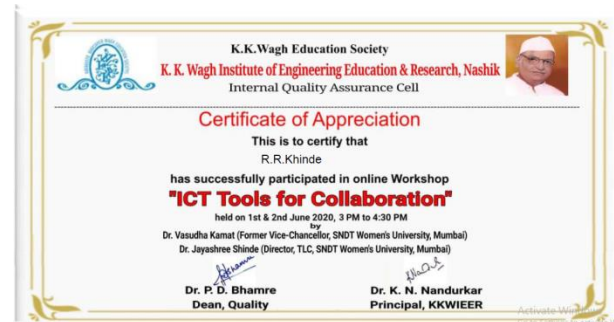 K.K.Wagh Education Society
K. K. Wagh Institute of Engineering Education & Research, Nashik
Internal Quality Assurance Cell
Certificate of Appreciation
This is to certify that
R.R.Khinde
has successfully participated in online Workshop
"ICT Tools for Collaboration"
held on 1st & 2nd June 2020, 3 PM to 4:30 PM
by
Dr. Vasudha Kamat (Former Vice-Chancellor, SNDT Women's University, Mumbai)
Dr. Jayashree Shinde (Director, TLC, SNDT Women's University, Mumbai)
Dr. P. D. Bhamre
Dr. K. N. Nandurkar
Dean, Quality
Principal, KKWIEER
Activate